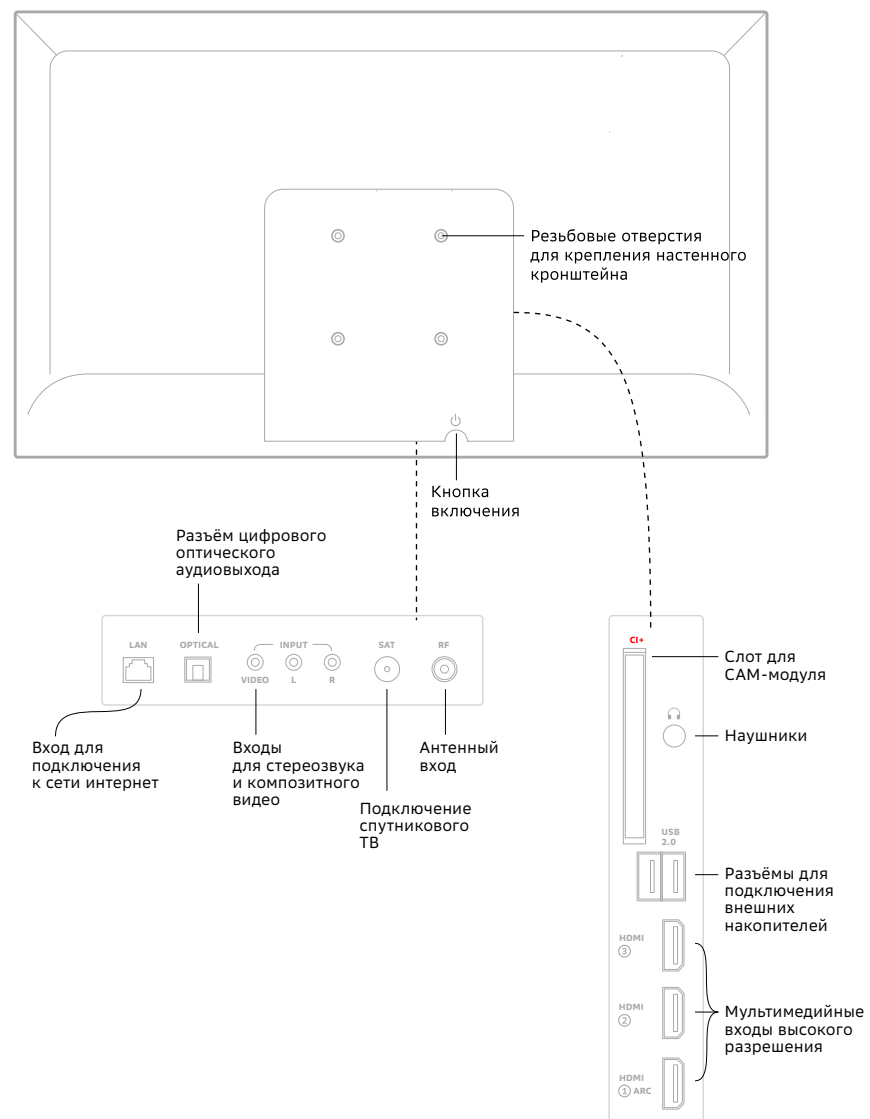 Резьбовые отверстия
для крепления настенного
кронштейна
Кнопка
включения
Разъём цифрового
оптического
аудиовыхода
LAN
OPTICAL
INPUT
SAT
RF
VIDEO
L
R
Вход для
подключения
к сети интернет
Входы
для стереозвука
и композитного
видео
Подключение
спутникового
ТВ
Антенный
вход
CI+
Слот для
CAM-модуля
Наушники
USB
2.0
Разъёмы для
подключения
внешних
накопителей
HDMI
3
HDMI
2
HDMI
1 ARC
Мультимедийные
входы высокого
разрешения